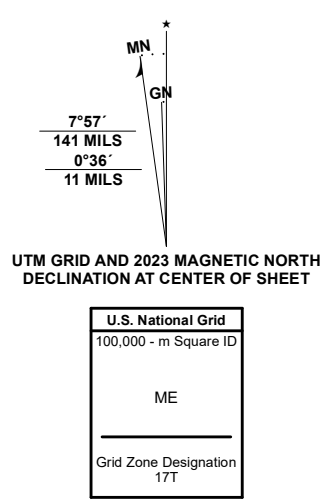 MN
GN
7°57´
141 MILS
0°36´
11 MILS
UTM GRID AND 2023 MAGNETIC NORTH
DECLINATION AT CENTER OF SHEET
U.S. National Grid
100,000 - m Square ID
ME
Grid Zone Designation
17T